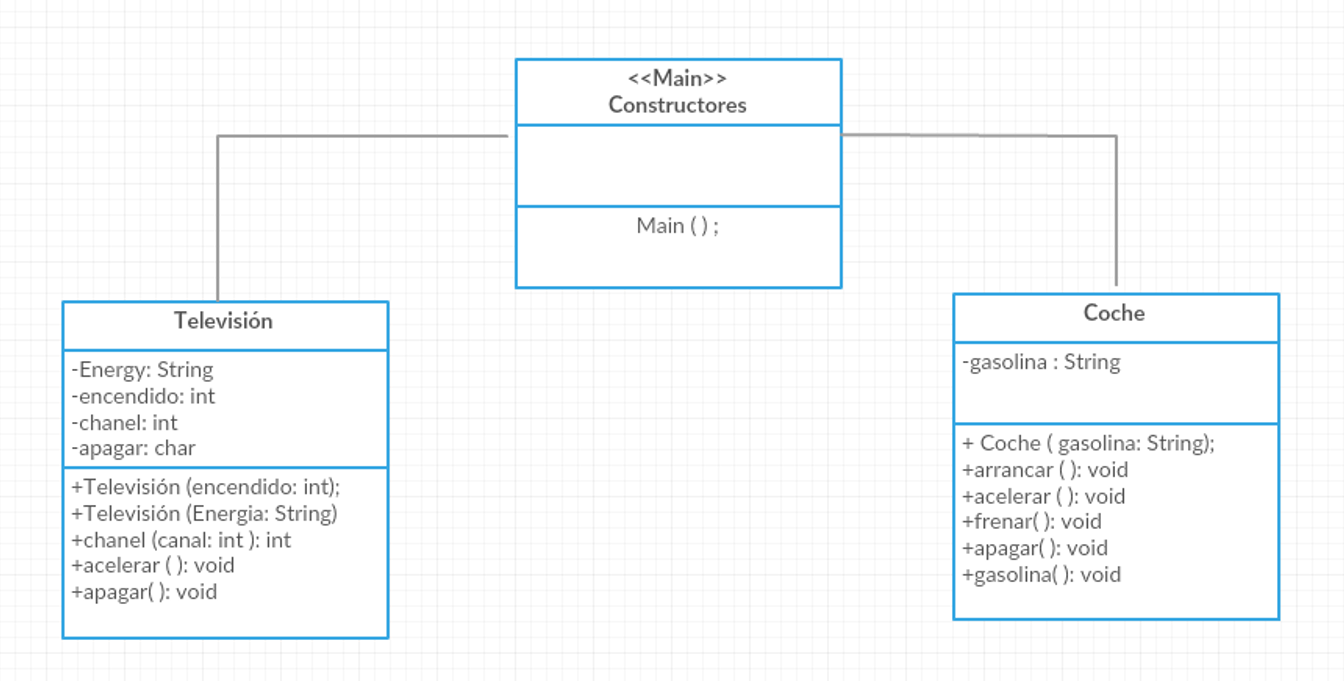 <<Main>>
Constructores
Main ( ) ;
Televisión
-Energy: String
-encendido: int
-chanel: int
-apagar: char
+Televisión (encendido: int);
+Televisión (Energia: String)
+chanel (canal: int ): int
+acelerar ( ): void
+apagar( ): void
Coche
-gasolina : String
+ Coche ( gasolina: String);
+arrancar ( ): void
+acelerar ( ): void
+frenar( ): void
+apagar( ): void
+gasolina( ): void